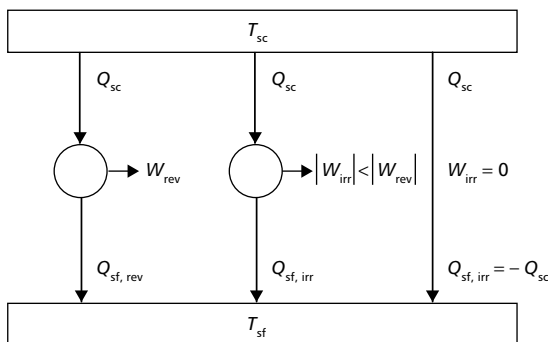 T_sc
Q_sc Q_sc Q_sc
W_rev |W_irr| < |W_rev| W_irr = 0
Q_sf, rev Q_sf, irr Q_sf, irr = – Q_sc
T_sf